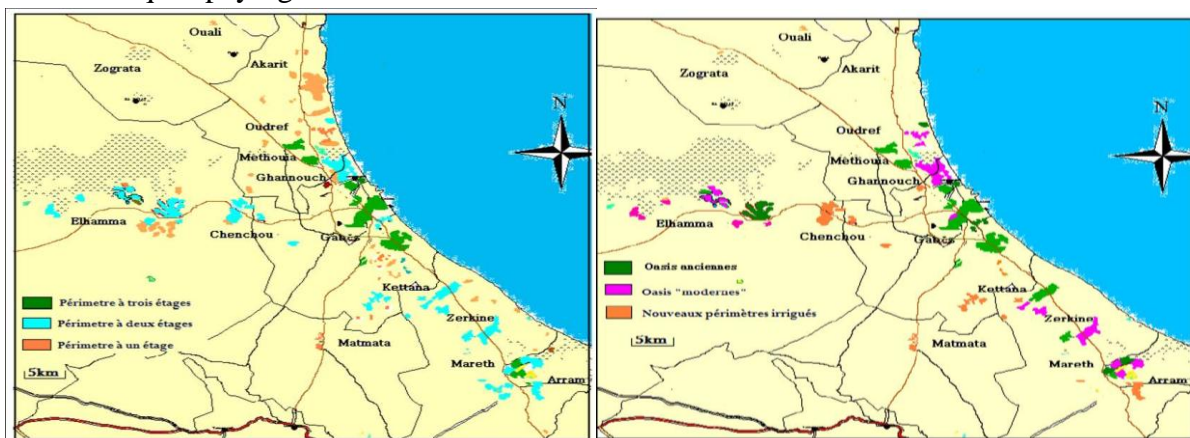 Ouali
Zograta
Akarit
N
Oudref
Methouia
Ghannouch
Elhamma
Chenchou
Gabès
Périmetre à trois étages
Kettana
Périmetre à deux étages
Zerkine
Périmetre à un étage
Matmata
Mareth
5km
Arram
Ouali
Zograta
Akarit
N
Oudref
Méthouia
Ghannouch
Elhamma
Chenchou
Gabès
Oasis anciennes
Kettana
Oasis "modernes"
Zerkine
Nouveaux périmètres irrigués
5km
Matmata
Mareth
Arram